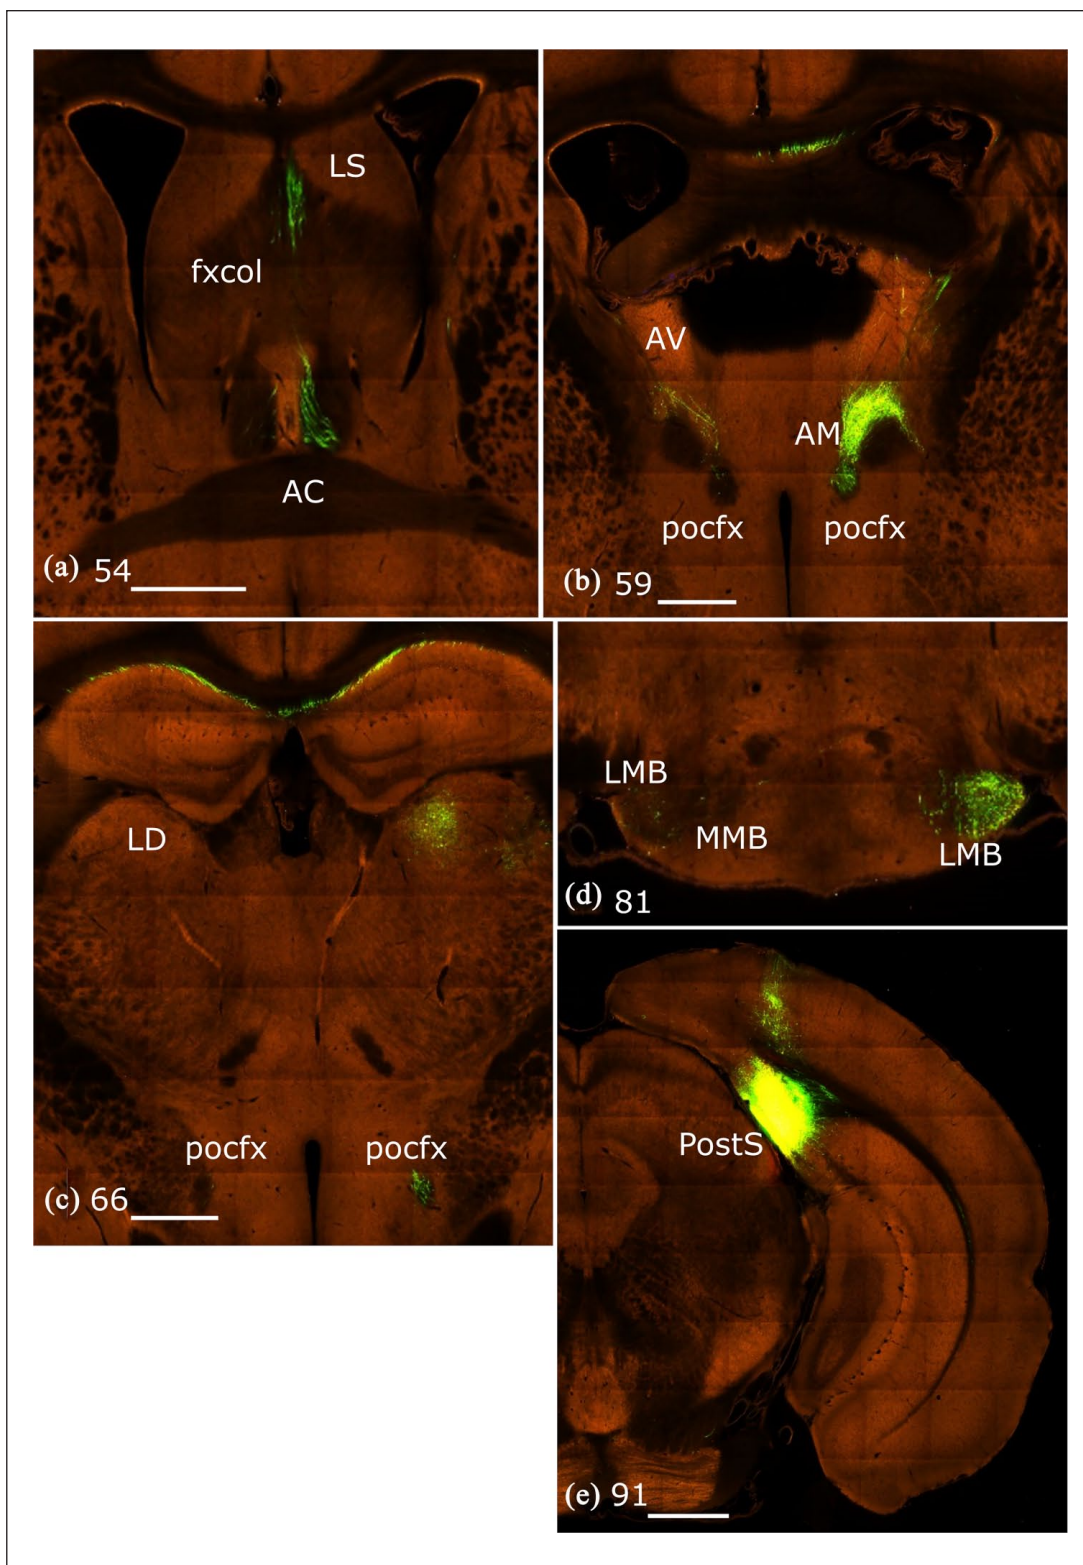 LS
fxcol
AC
(a) 54
AV
AM
pocfx pocfx
(b) 59
LD
pocfx pocfx
(c) 66
LMB
MMB
LMB
(d) 81
PostS
(e) 91